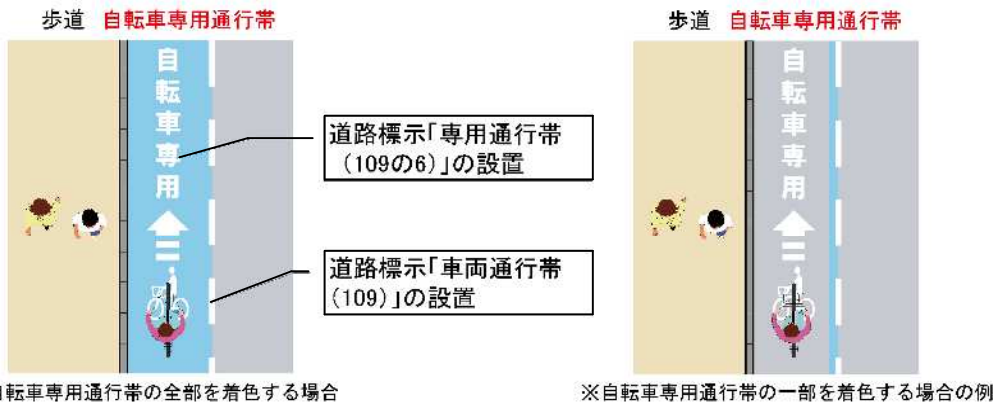 歩道 自転車専用通行帯
自転車専用
道路標示「専用通行帯
(109の6)」の設置
道路標示「車両通行帯
(109)」の設置
自転車専用通行帯の全部を着色する場合
歩道 自転車専用通行帯
自転車専用
※自転車専用通行帯の一部を着色する場合の例